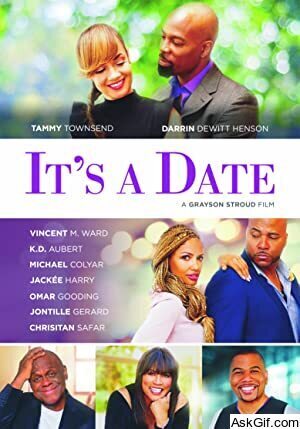 TAMMY TOWNSEND DARRIN DEWITT HENSON
IT'S A DATE
A GRAYSON STROUD FILM
VINCENT M. WARD
K.D. AUBERT
MICHAEL COLYAR
JACKÉE HARRY
OMAR GOODING
JONTILLE GERARD
CHRISITAN SAFAR
AskGif.com